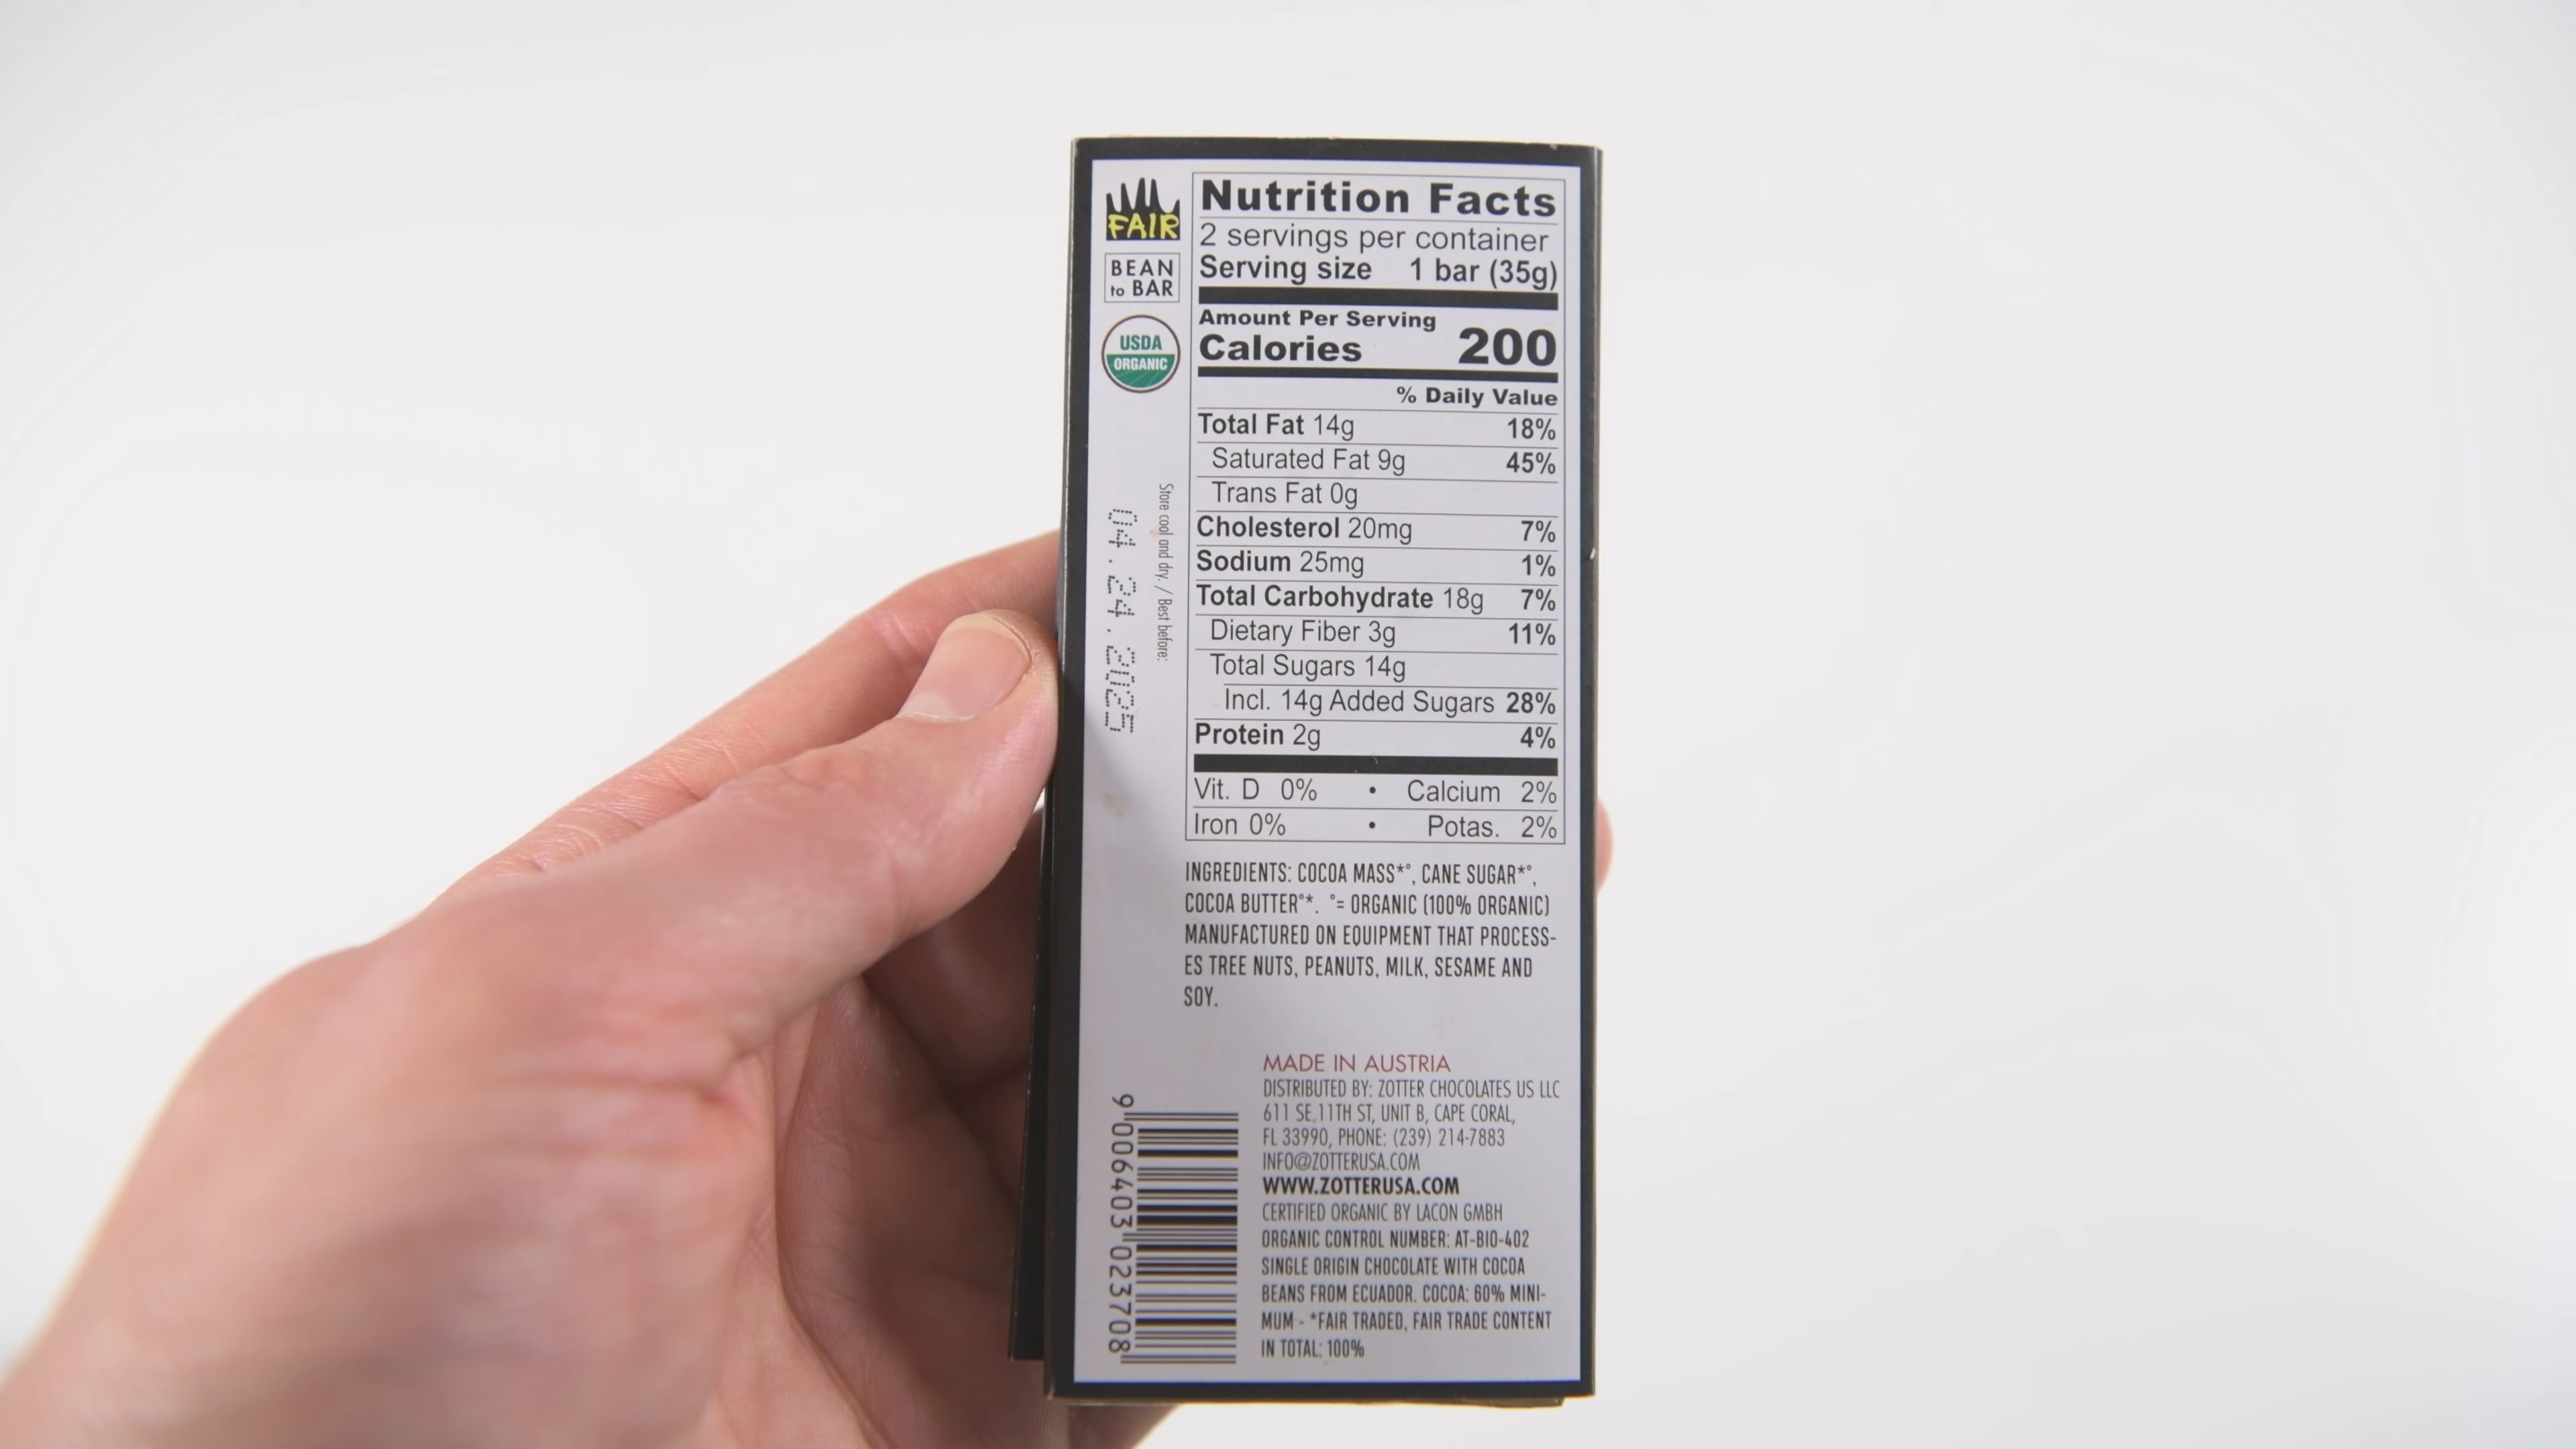 FAIR
BEAN
to BAR
USDA
ORGANIC
Store cool and dry. / Best before:
04.24.2025
Nutrition Facts
2 servings per container
Serving size 1 bar (35g)
Amount Per Serving
Calories 200
% Daily Value
Total Fat 14g 18%
Saturated Fat 9g 45%
Trans Fat 0g
Cholesterol 20mg 7%
Sodium 25mg 1%
Total Carbohydrate 18g 7%
Dietary Fiber 3g 11%
Total Sugars 14g
Incl. 14g Added Sugars 28%
Protein 2g 4%
Vit. D 0% • Calcium 2%
Iron 0% • Potas. 2%
INGREDIENTS: COCOA MASS*°, CANE SUGAR*°,
COCOA BUTTER°*. °= ORGANIC (100% ORGANIC)
MANUFACTURED ON EQUIPMENT THAT PROCESS-
ES TREE NUTS, PEANUTS, MILK, SESAME AND
SOY.
MADE IN AUSTRIA
DISTRIBUTED BY: ZOTTER CHOCOLATES US LLC
611 SE.11TH ST, UNIT B, CAPE CORAL,
FL 33990, PHONE: (239) 214-7883
INFO@ZOTTERUSA.COM
WWW.ZOTTERUSA.COM
CERTIFIED ORGANIC BY LACON GMBH
ORGANIC CONTROL NUMBER: AT-BIO-402
SINGLE ORIGIN CHOCOLATE WITH COCOA
BEANS FROM ECUADOR. COCOA: 60% MINI-
MUM - *FAIR TRADED, FAIR TRADE CONTENT
IN TOTAL: 100%
9 006403 023708